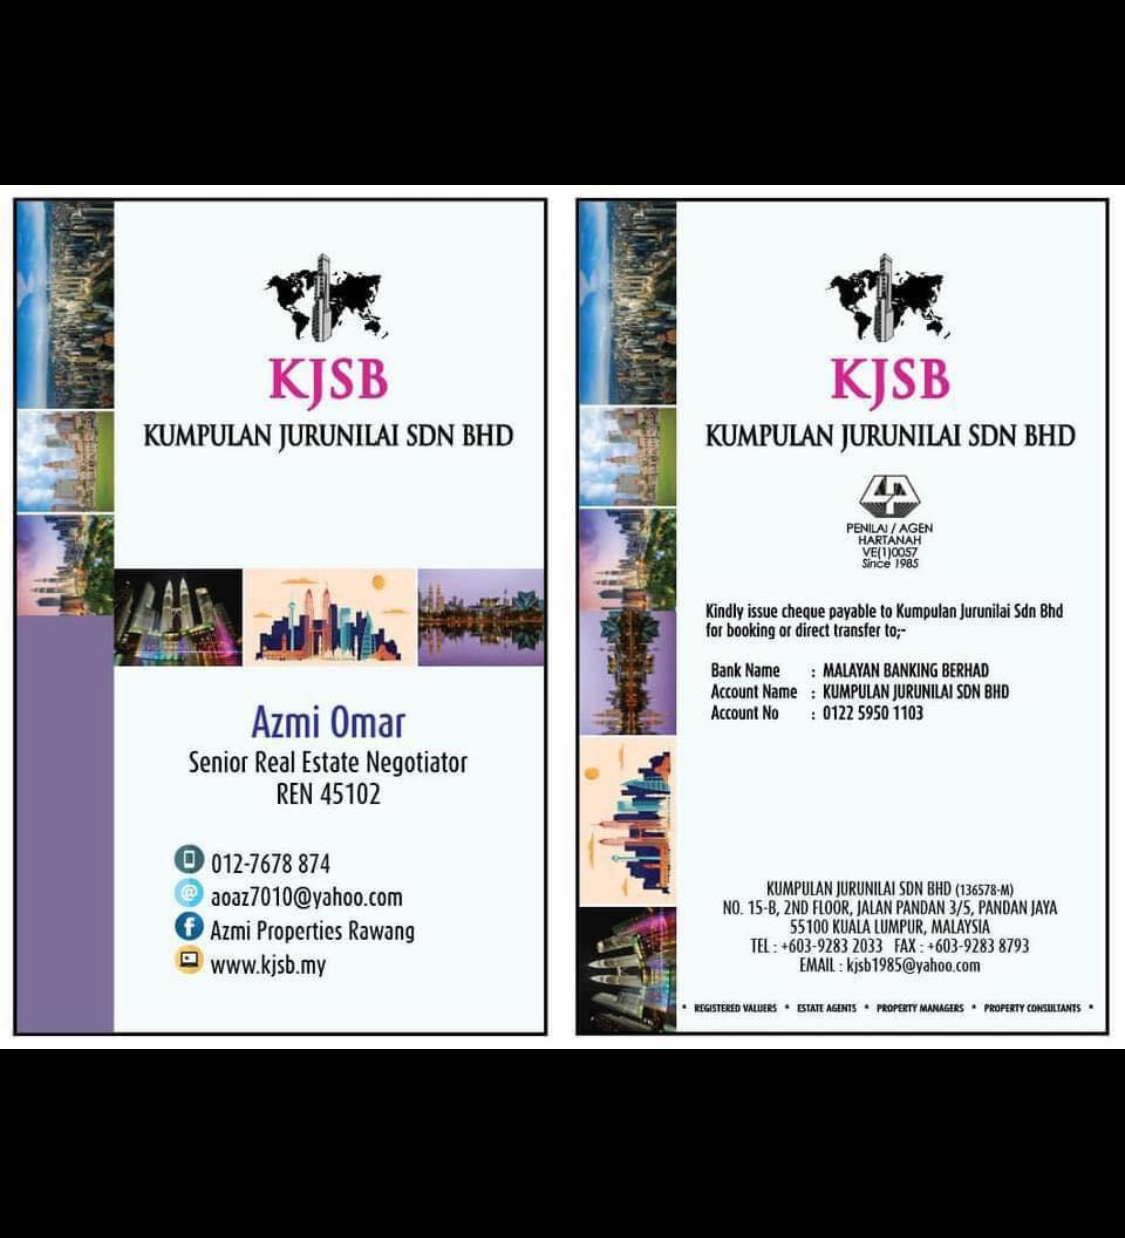 KJSB
KUMPULAN JURUNILAI SDN BHD
Azmi Omar
Senior Real Estate Negotiator
REN 45102
012-7678 874
@ aoaz7010@yahoo.com
f Azmi Properties Rawang
www.kjsb.my
KJSB
KUMPULAN JURUNILAI SDN BHD
PENILAI / AGEN
HARTANAH
VE(1)0057
Since 1985
Kindly issue cheque payable to Kumpulan Jurunilai Sdn Bhd
for booking or direct transfer to;-
Bank Name : MALAYAN BANKING BERHAD
Account Name : KUMPULAN JURUNILAI SDN BHD
Account No : 0122 5950 1103
KUMPULAN JURUNILAI SDN BHD (136578-M)
NO. 15-B, 2ND FLOOR, JALAN PANDAN 3/5, PANDAN JAYA
55100 KUALA LUMPUR, MALAYSIA
TEL : +603-9283 2033 FAX : +603-9283 8793
EMAIL : kjsb1985@yahoo.com
* REGISTERED VALUERS * ESTATE AGENTS * PROPERTY MANAGERS * PROPERTY CONSULTANTS *